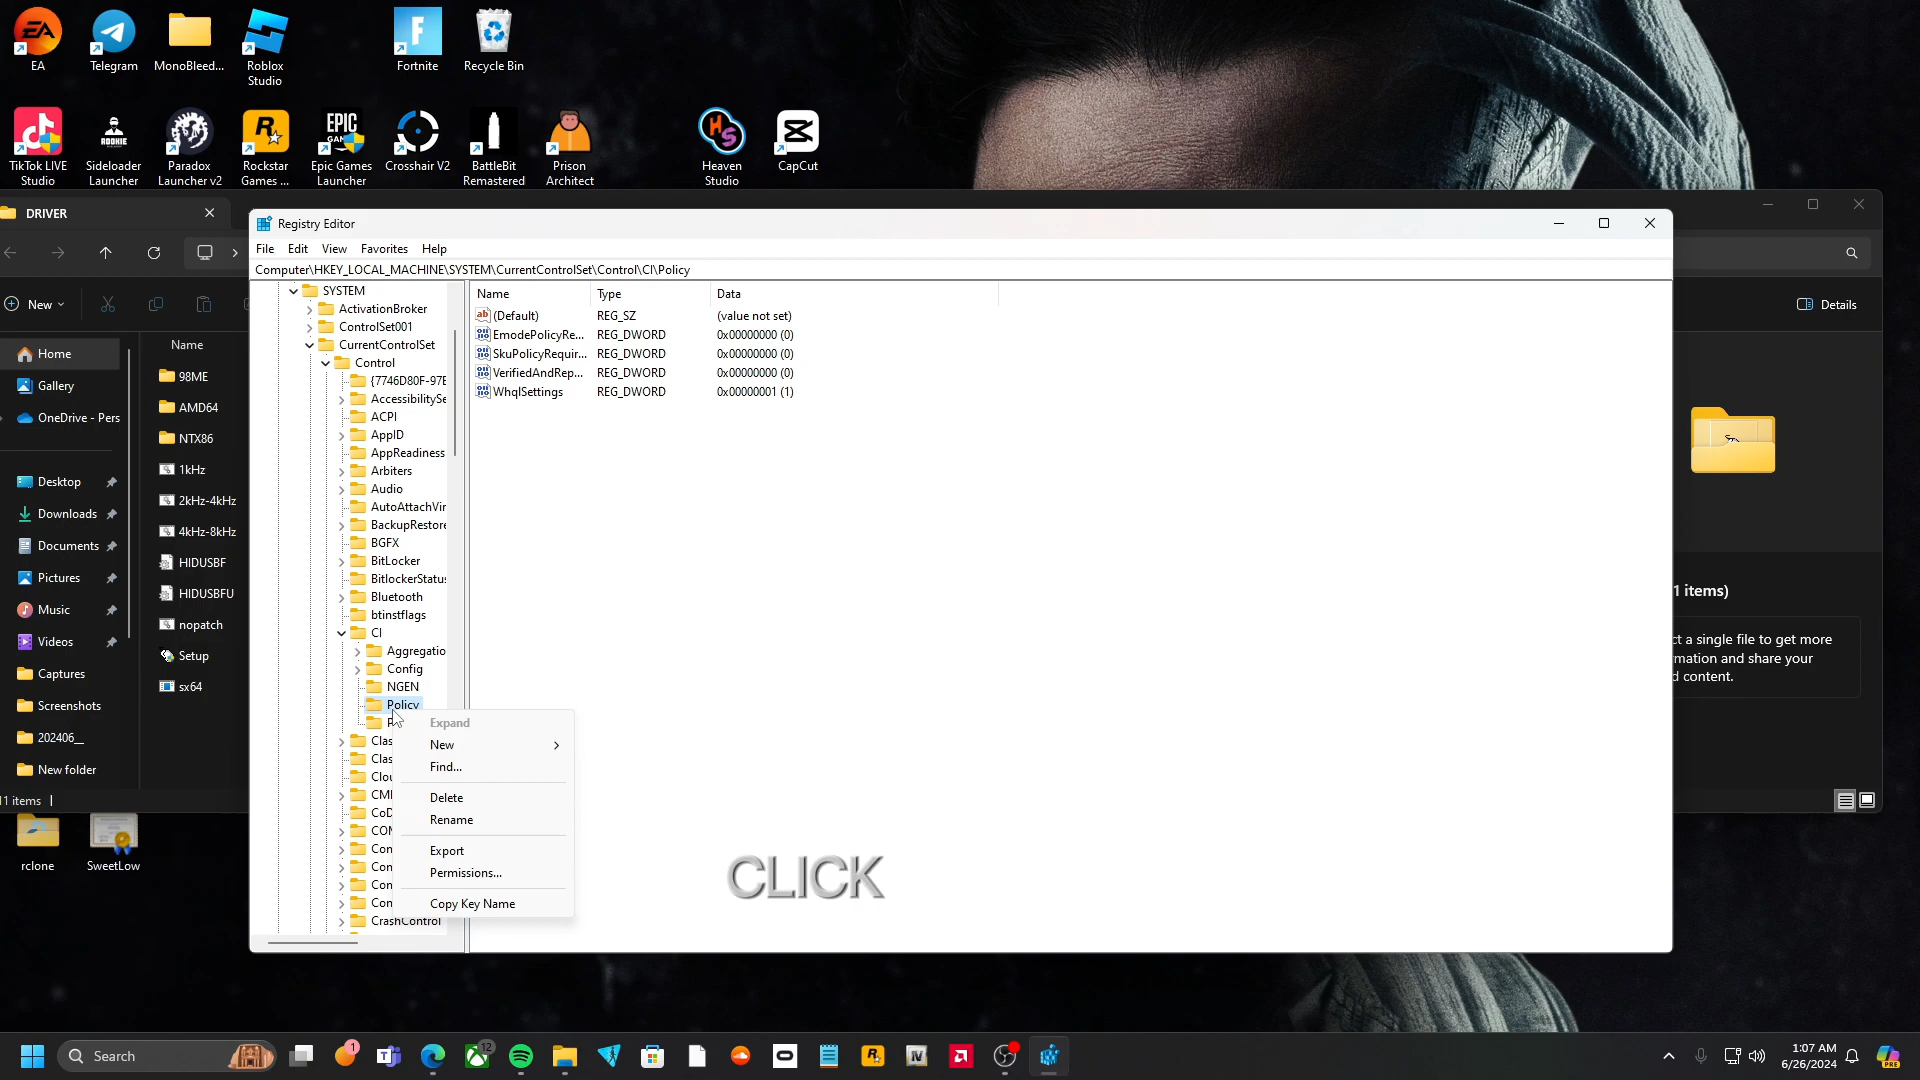 EA
Telegram
MonoBleed...
Roblox
Studio
Fortnite
Recycle Bin
TikTok LIVE
Studio
Sideloader
Launcher
Paradox
Launcher v2
Rockstar
Games ...
Epic Games
Launcher
Crosshair V2
BattleBit
Remastered
Prison
Architect
Heaven
Studio
CapCut
DRIVER
New
Details
Home
Gallery
OneDrive - Pers
Desktop
Downloads
Documents
Pictures
Music
Videos
Captures
Screenshots
202406__
New folder
Name
98ME
AMD64
NTX86
1kHz
2kHz-4kHz
4kHz-8kHz
HIDUSBF
HIDUSBFU
nopatch
Setup
sx64
1 items
Registry Editor
File Edit View Favorites Help
Computer\HKEY_LOCAL_MACHINE\SYSTEM\CurrentControlSet\Control\CI\Policy
SYSTEM
ActivationBroker
ControlSet001
CurrentControlSet
Control
{7746D80F-97E
AccessibilitySe
ACPI
AppID
AppReadiness
Arbiters
Audio
AutoAttachVir
BackupRestore
BGFX
BitLocker
BitlockerStatus
Bluetooth
btinstflags
CI
Aggregatio
Config
NGEN
Policy
P
Clas
Clas
Clou
CMI
CoD
COM
Con
Con
Con
Con
CrashControl
Name Type Data
(Default) REG_SZ (value not set)
EmodePolicyRe... REG_DWORD 0x00000000 (0)
SkuPolicyRequir... REG_DWORD 0x00000000 (0)
VerifiedAndRep... REG_DWORD 0x00000000 (0)
WhqlSettings REG_DWORD 0x00000001 (1)
Expand
New
Find...
Delete
Rename
Export
Permissions...
Copy Key Name
CLICK
1 items)
ct a single file to get more
mation and share your
d content.
rclone
SweetLow
Search
1
12
1:07 AM
6/26/2024
PRE